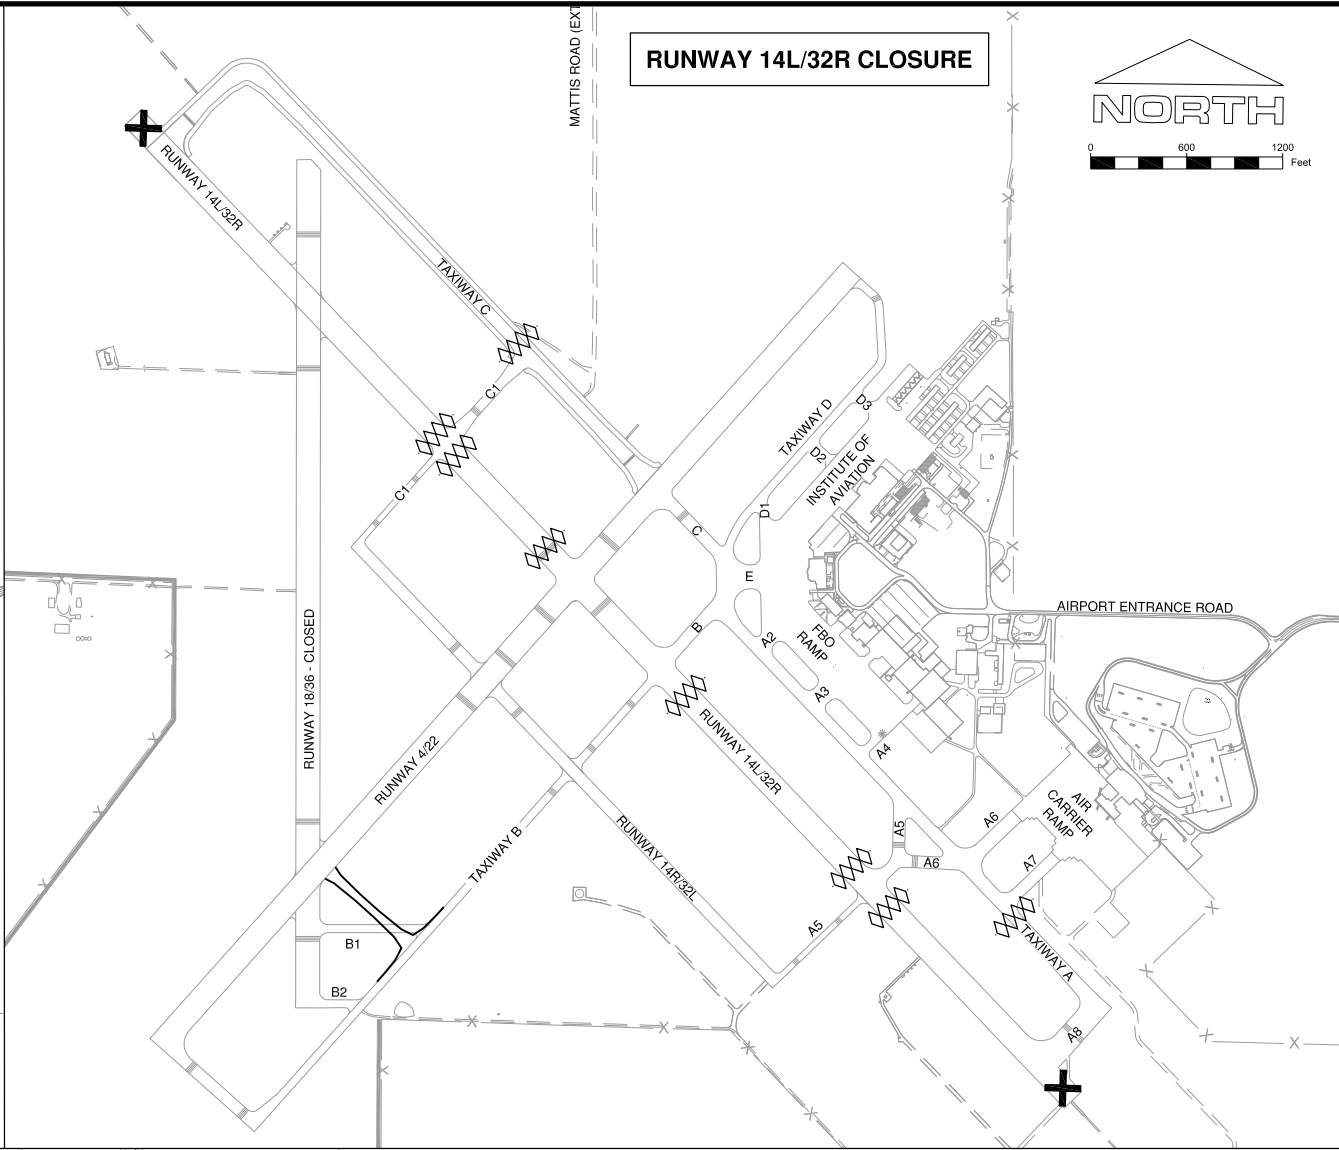 RUNWAY 14L/32R CLOSURE
MATTIS ROAD (EXT
NORTH
0 600 1200
Feet
RUNWAY 14L/32R
TAXIWAY C
C1
C1
TAXIWAY D
D3
D2
D1
INSTITUTE OF
AVIATION
C
E
B
AIRPORT ENTRANCE ROAD
FBO
RAMP
A2
A3
A4
RUNWAY 18/36 - CLOSED
RUNWAY 4/22
RUNWAY 14L/32R
TAXIWAY B
RUNWAY 14R/32L
A5
A6
A6
AIR
CARRIER
RAMP
A7
A5
TAXIWAY A
B1
B2
A8